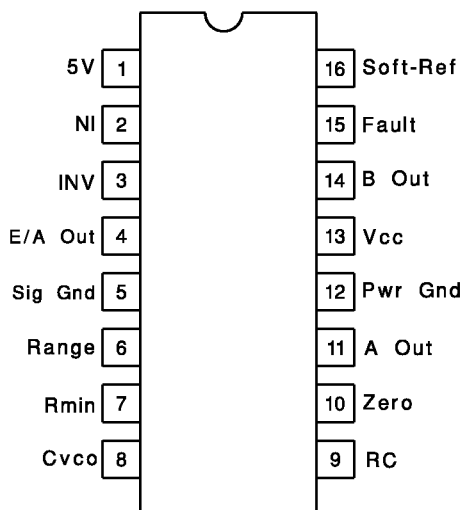 5V 1 16 Soft-Ref
NI 2 15 Fault
INV 3 14 B Out
E/A Out 4 13 Vcc
Sig Gnd 5 12 Pwr Gnd
Range 6 11 A Out
Rmin 7 10 Zero
Cvco 8 9 RC